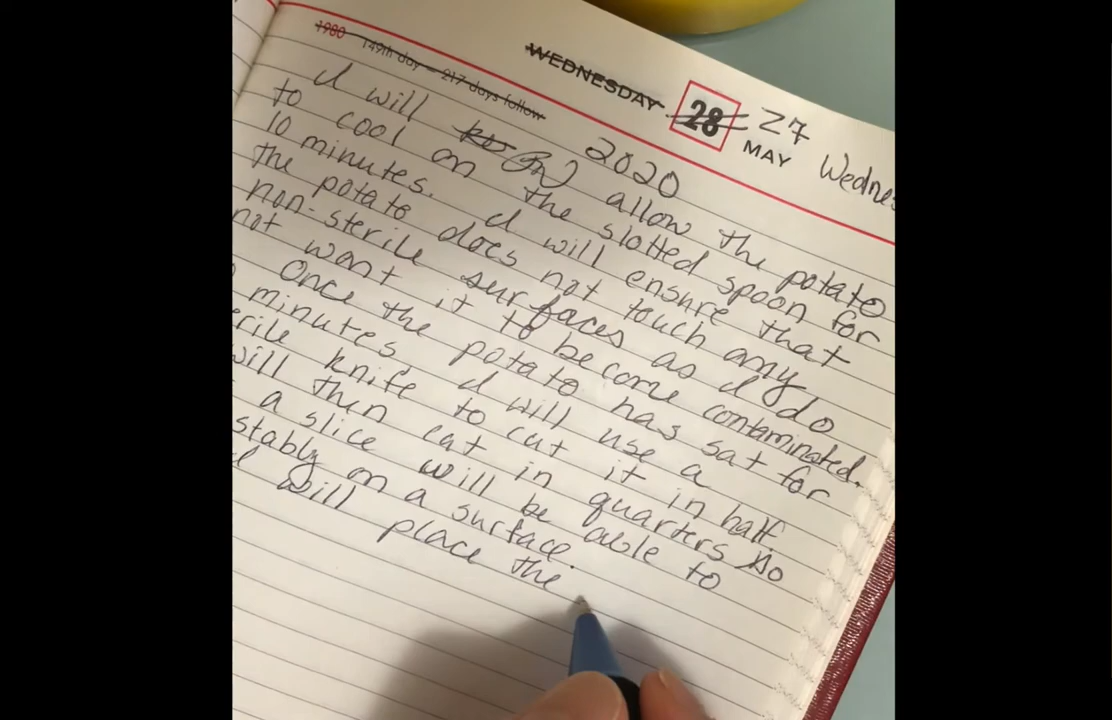 1980 149th day – 217 days follow
WEDNESDAY 28 27
MAY Wednes
2020
I will allow the potato
to cool on the slotted spoon for
10 minutes. I will ensure that
the potato does not touch any
non-sterile surfaces as I do
not want it to become contaminated.
Once the potato has sat for
minutes I will use a
erile knife to cut it in half.
will then cut in quarters so
a slice will be able to
stably on a surface.
I will place the